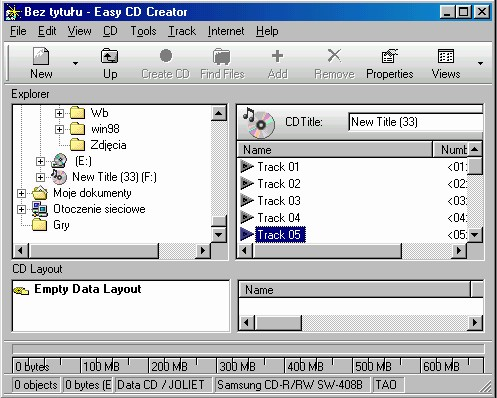 Bez tytułu - Easy CD Creator
File Edit View CD Tools Track Internet Help
New Up Create CD Find Files Add Remove Properties Views
Explorer
Wb
win98
Zdjęcia
(E:)
New Title (33) (F:)
Moje dokumenty
Otoczenie sieciowe
Gry
CD Title: New Title (33)
Name Numb
Track 01 <01:
Track 02 <02:
Track 03 <03:
Track 04 <04:
Track 05 <05:
CD Layout
Empty Data Layout
Name
0 bytes 100 MB 200 MB 300 MB 400 MB 500 MB 600 MB
0 objects 0 bytes (E Data CD / JOLIET Samsung CD-R/RW SW-408B TAO